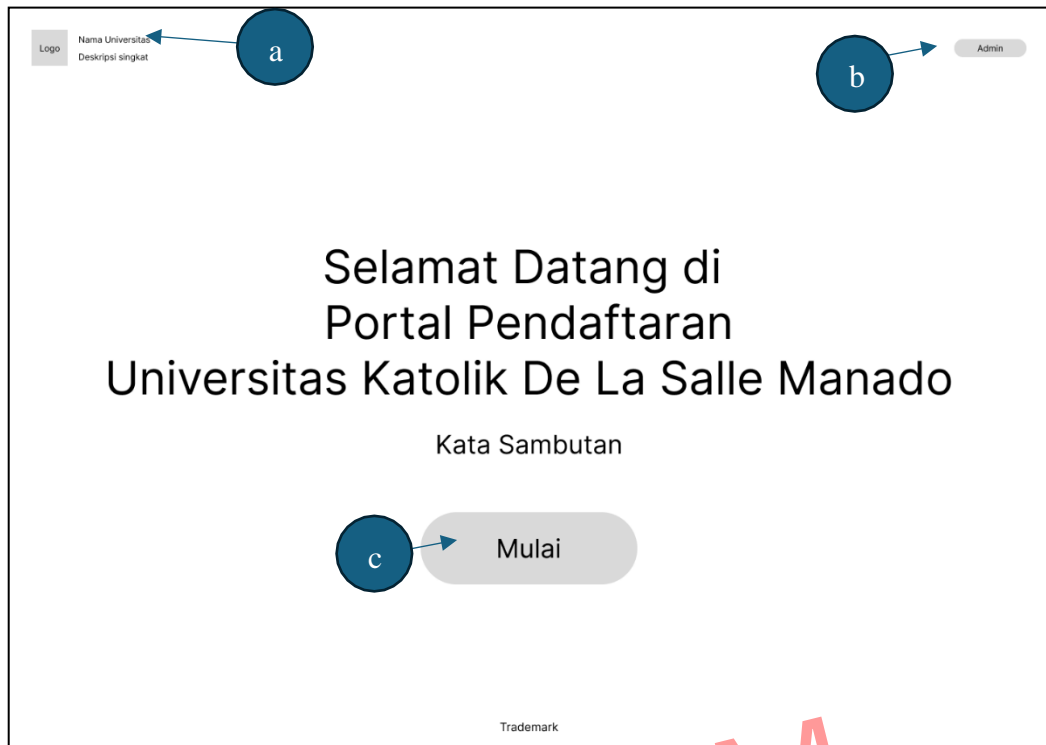 Logo
Nama Universitas
Deskripsi singkat
a
b
Admin
Selamat Datang di
Portal Pendaftaran
Universitas Katolik De La Salle Manado
Kata Sambutan
c
Mulai
Trademark